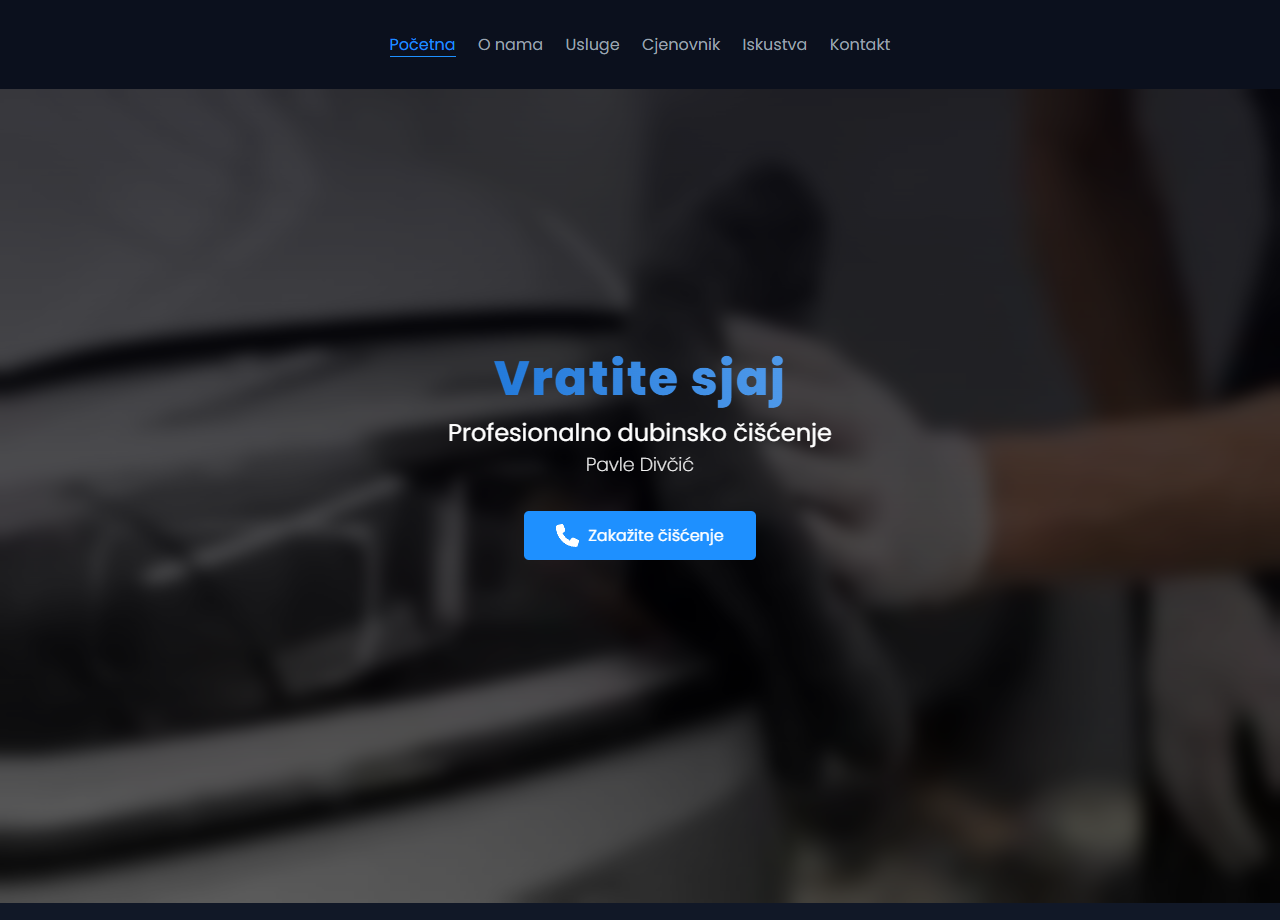 Početna O nama Usluge Cjenovnik Iskustva Kontakt
Vratite sjaj
Profesionalno dubinsko čišćenje
Pavle Divčić
Zakažite čišćenje